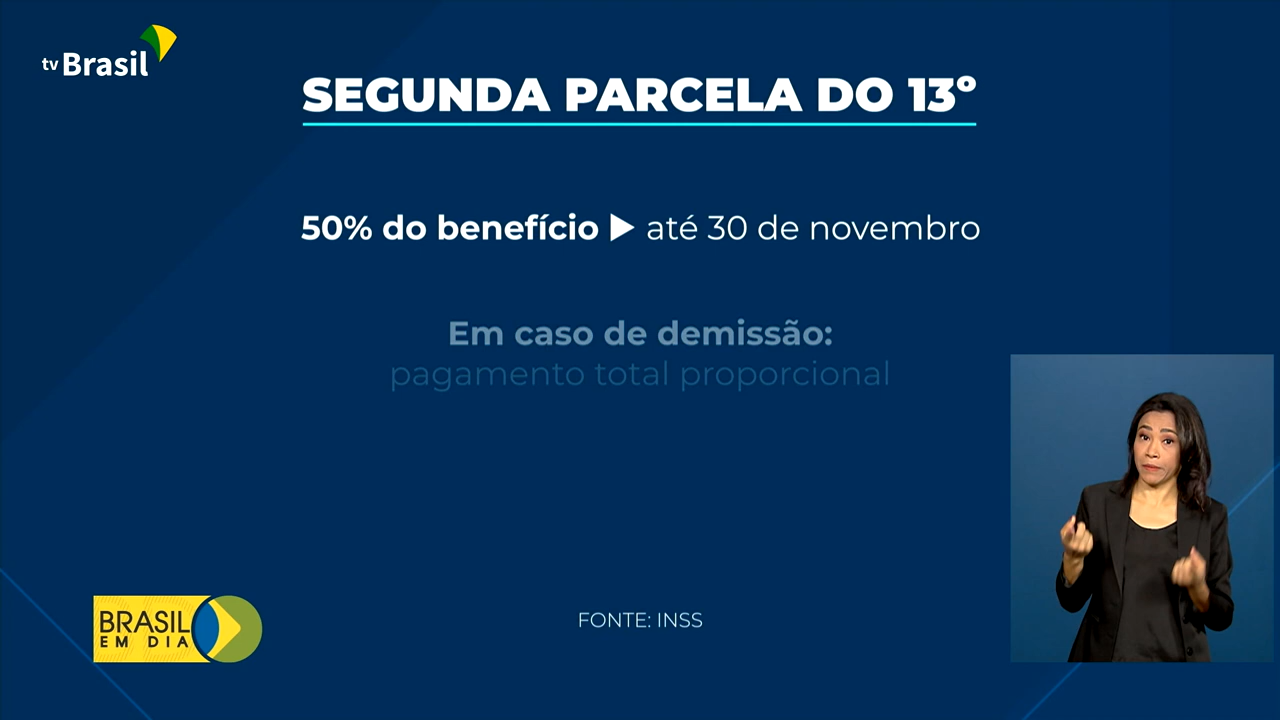 tv Brasil
SEGUNDA PARCELA DO 13º
50% do benefício ▶ até 30 de novembro
Em caso de demissão:
pagamento total proporcional
BRASIL
EM DIA
FONTE: INSS